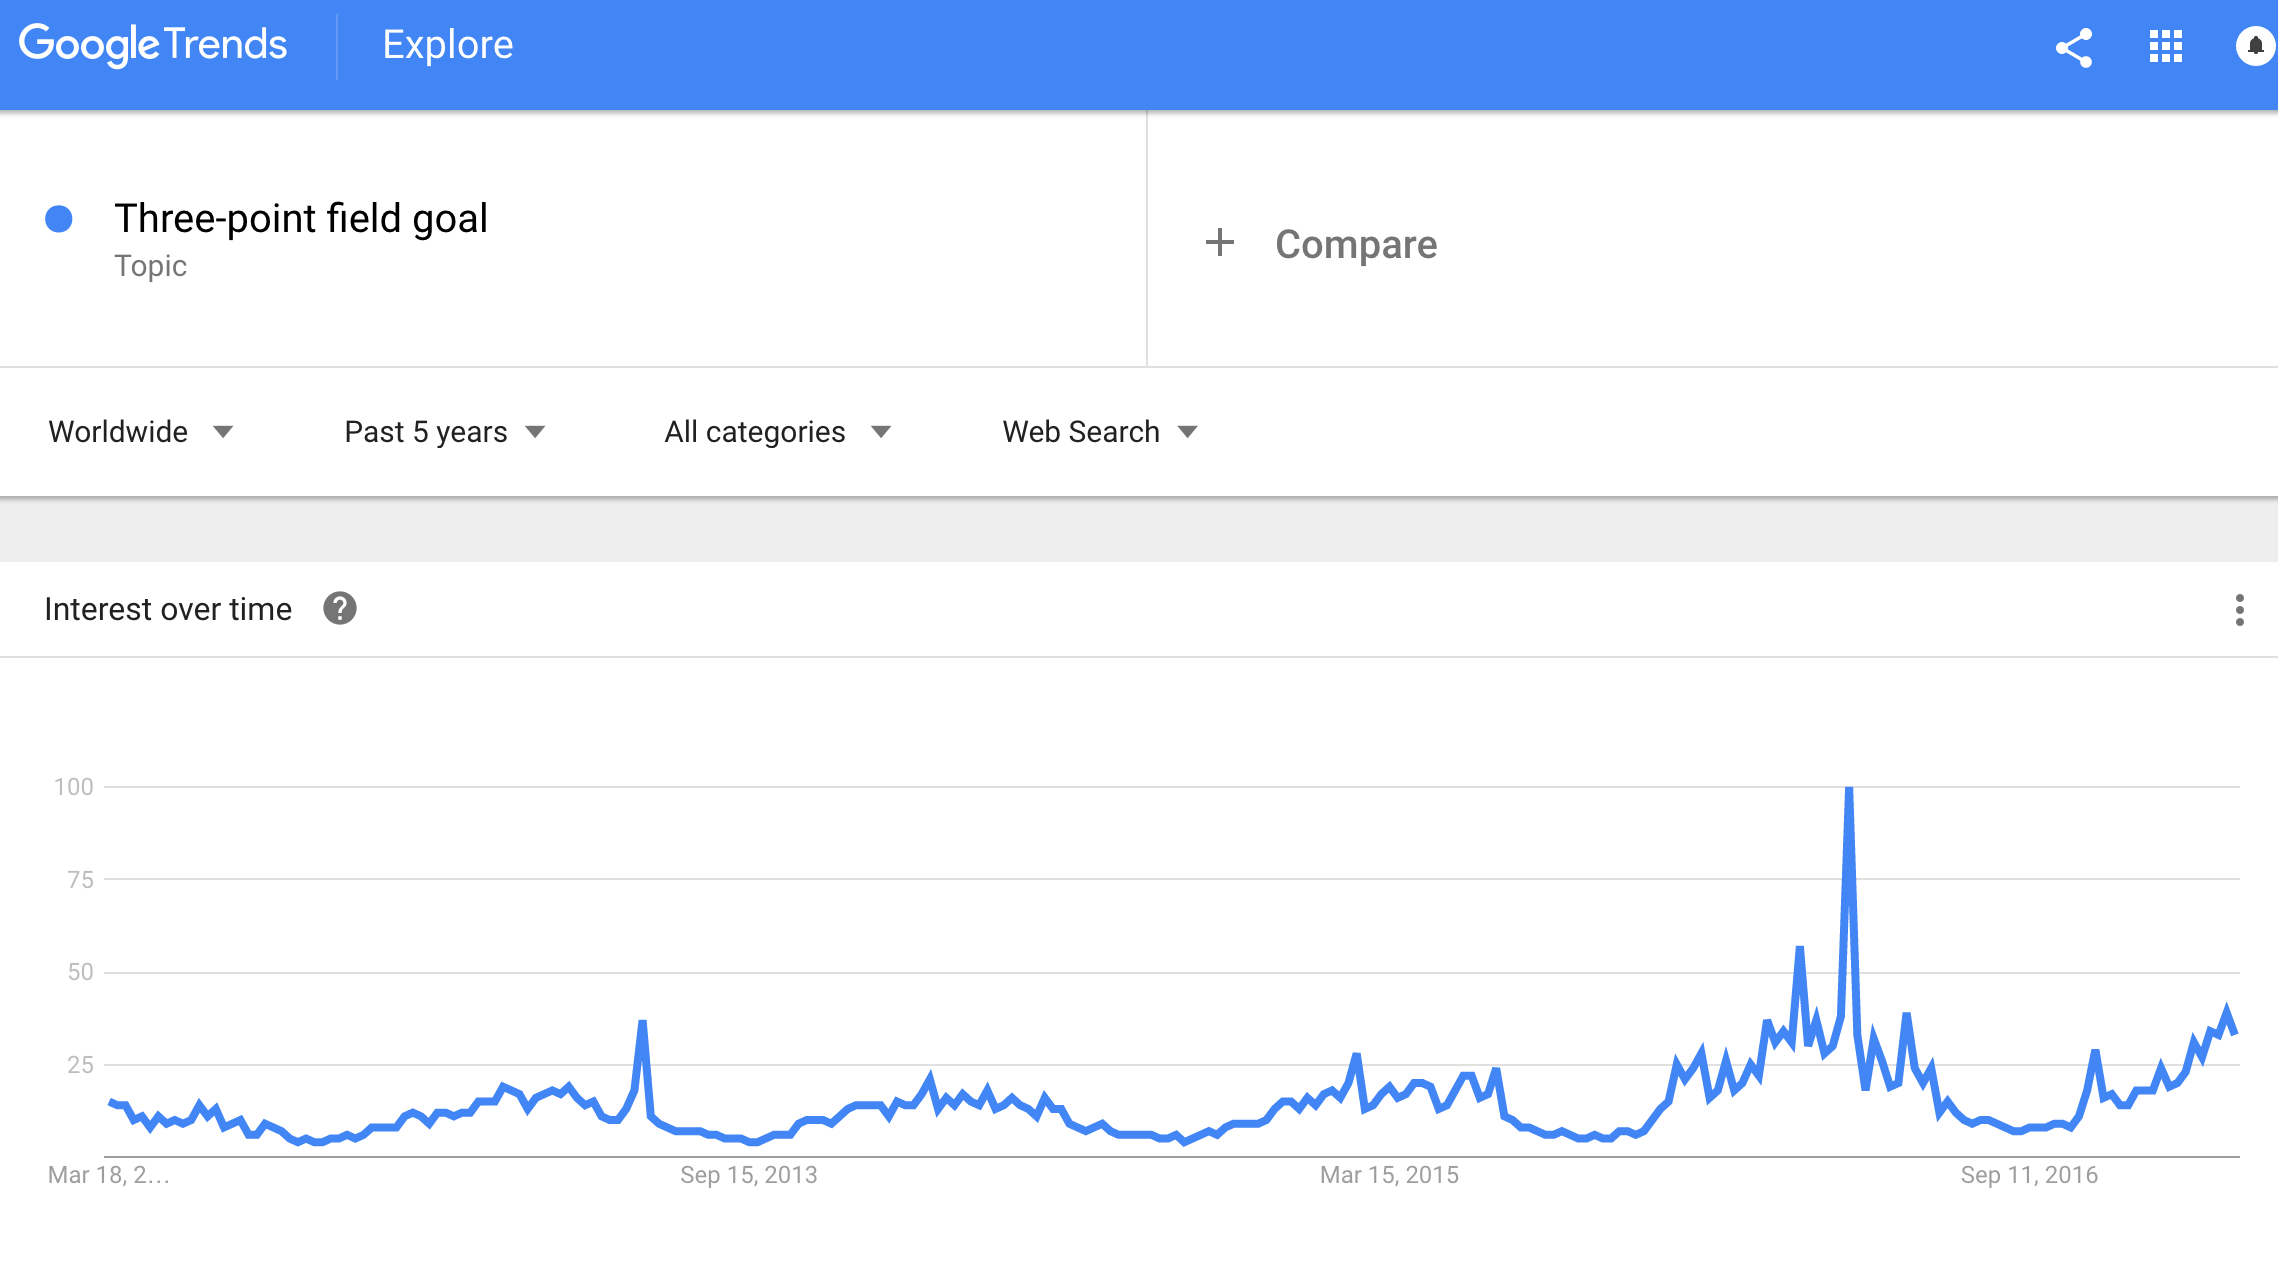 Google Trends Explore
Three-point field goal
Topic
+ Compare
Worldwide Past 5 years All categories Web Search
Interest over time ?
100
75
50
25
Mar 18, 2... Sep 15, 2013 Mar 15, 2015 Sep 11, 2016